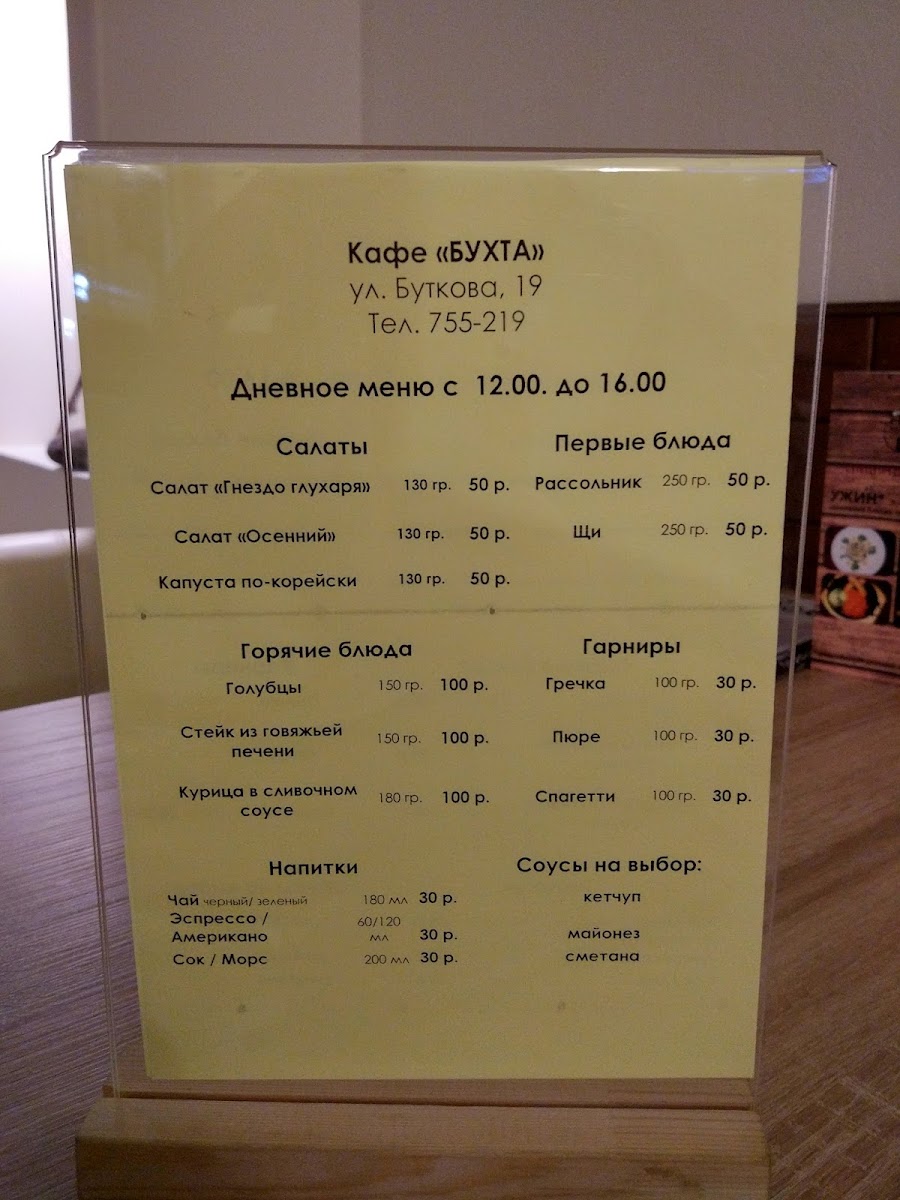 Кафе «БУХТА»
ул. Буткова, 19
Тел. 755-219
Дневное меню с 12.00. до 16.00
Салаты
Салат «Гнездо глухаря» 130 гр. 50 р.
Салат «Осенний» 130 гр. 50 р.
Капуста по-корейски 130 гр. 50 р.
Первые блюда
Рассольник 250 гр. 50 р.
Щи 250 гр. 50 р.
Горячие блюда
Голубцы 150 гр. 100 р.
Стейк из говяжьей
печени 150 гр. 100 р.
Курица в сливочном
соусе 180 гр. 100 р.
Гарниры
Гречка 100 гр. 30 р.
Пюре 100 гр. 30 р.
Спагетти 100 гр. 30 р.
Напитки
Чай черный/ зеленый 180 мл 30 р.
Эспрессо / 60/120
Американо мл 30 р.
Сок / Морс 200 мл 30 р.
Соусы на выбор:
кетчуп
майонез
сметана
УЖИН